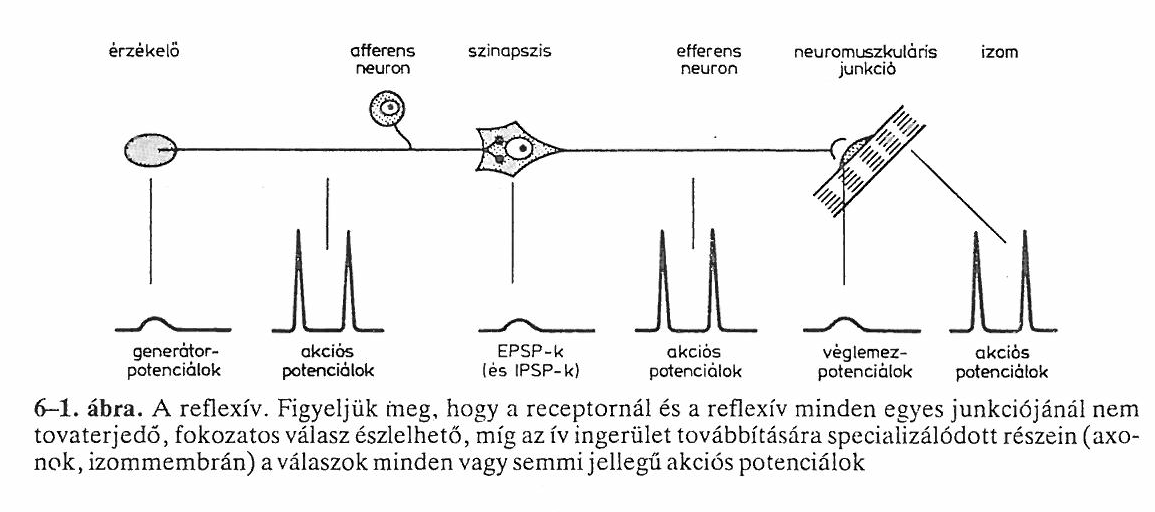 érzékelő
afferens
neuron
szinapszis
efferens
neuron
neuromuszkuláris
junkció
izom
generátor-
potenciálok
akciós
potenciálok
EPSP-k
(és IPSP-k)
akciós
potenciálok
véglemez-
potenciálok
akciós
potenciálok
6–1. ábra. A reflexív. Figyeljük meg, hogy a receptornál és a reflexív minden egyes junkciójánál nem
tovaterjedő, fokozatos válasz észlelhető, míg az ív ingerület továbbítására specializálódott részein (axo-
nok, izommembrán) a válaszok minden vagy semmi jellegű akciós potenciálok